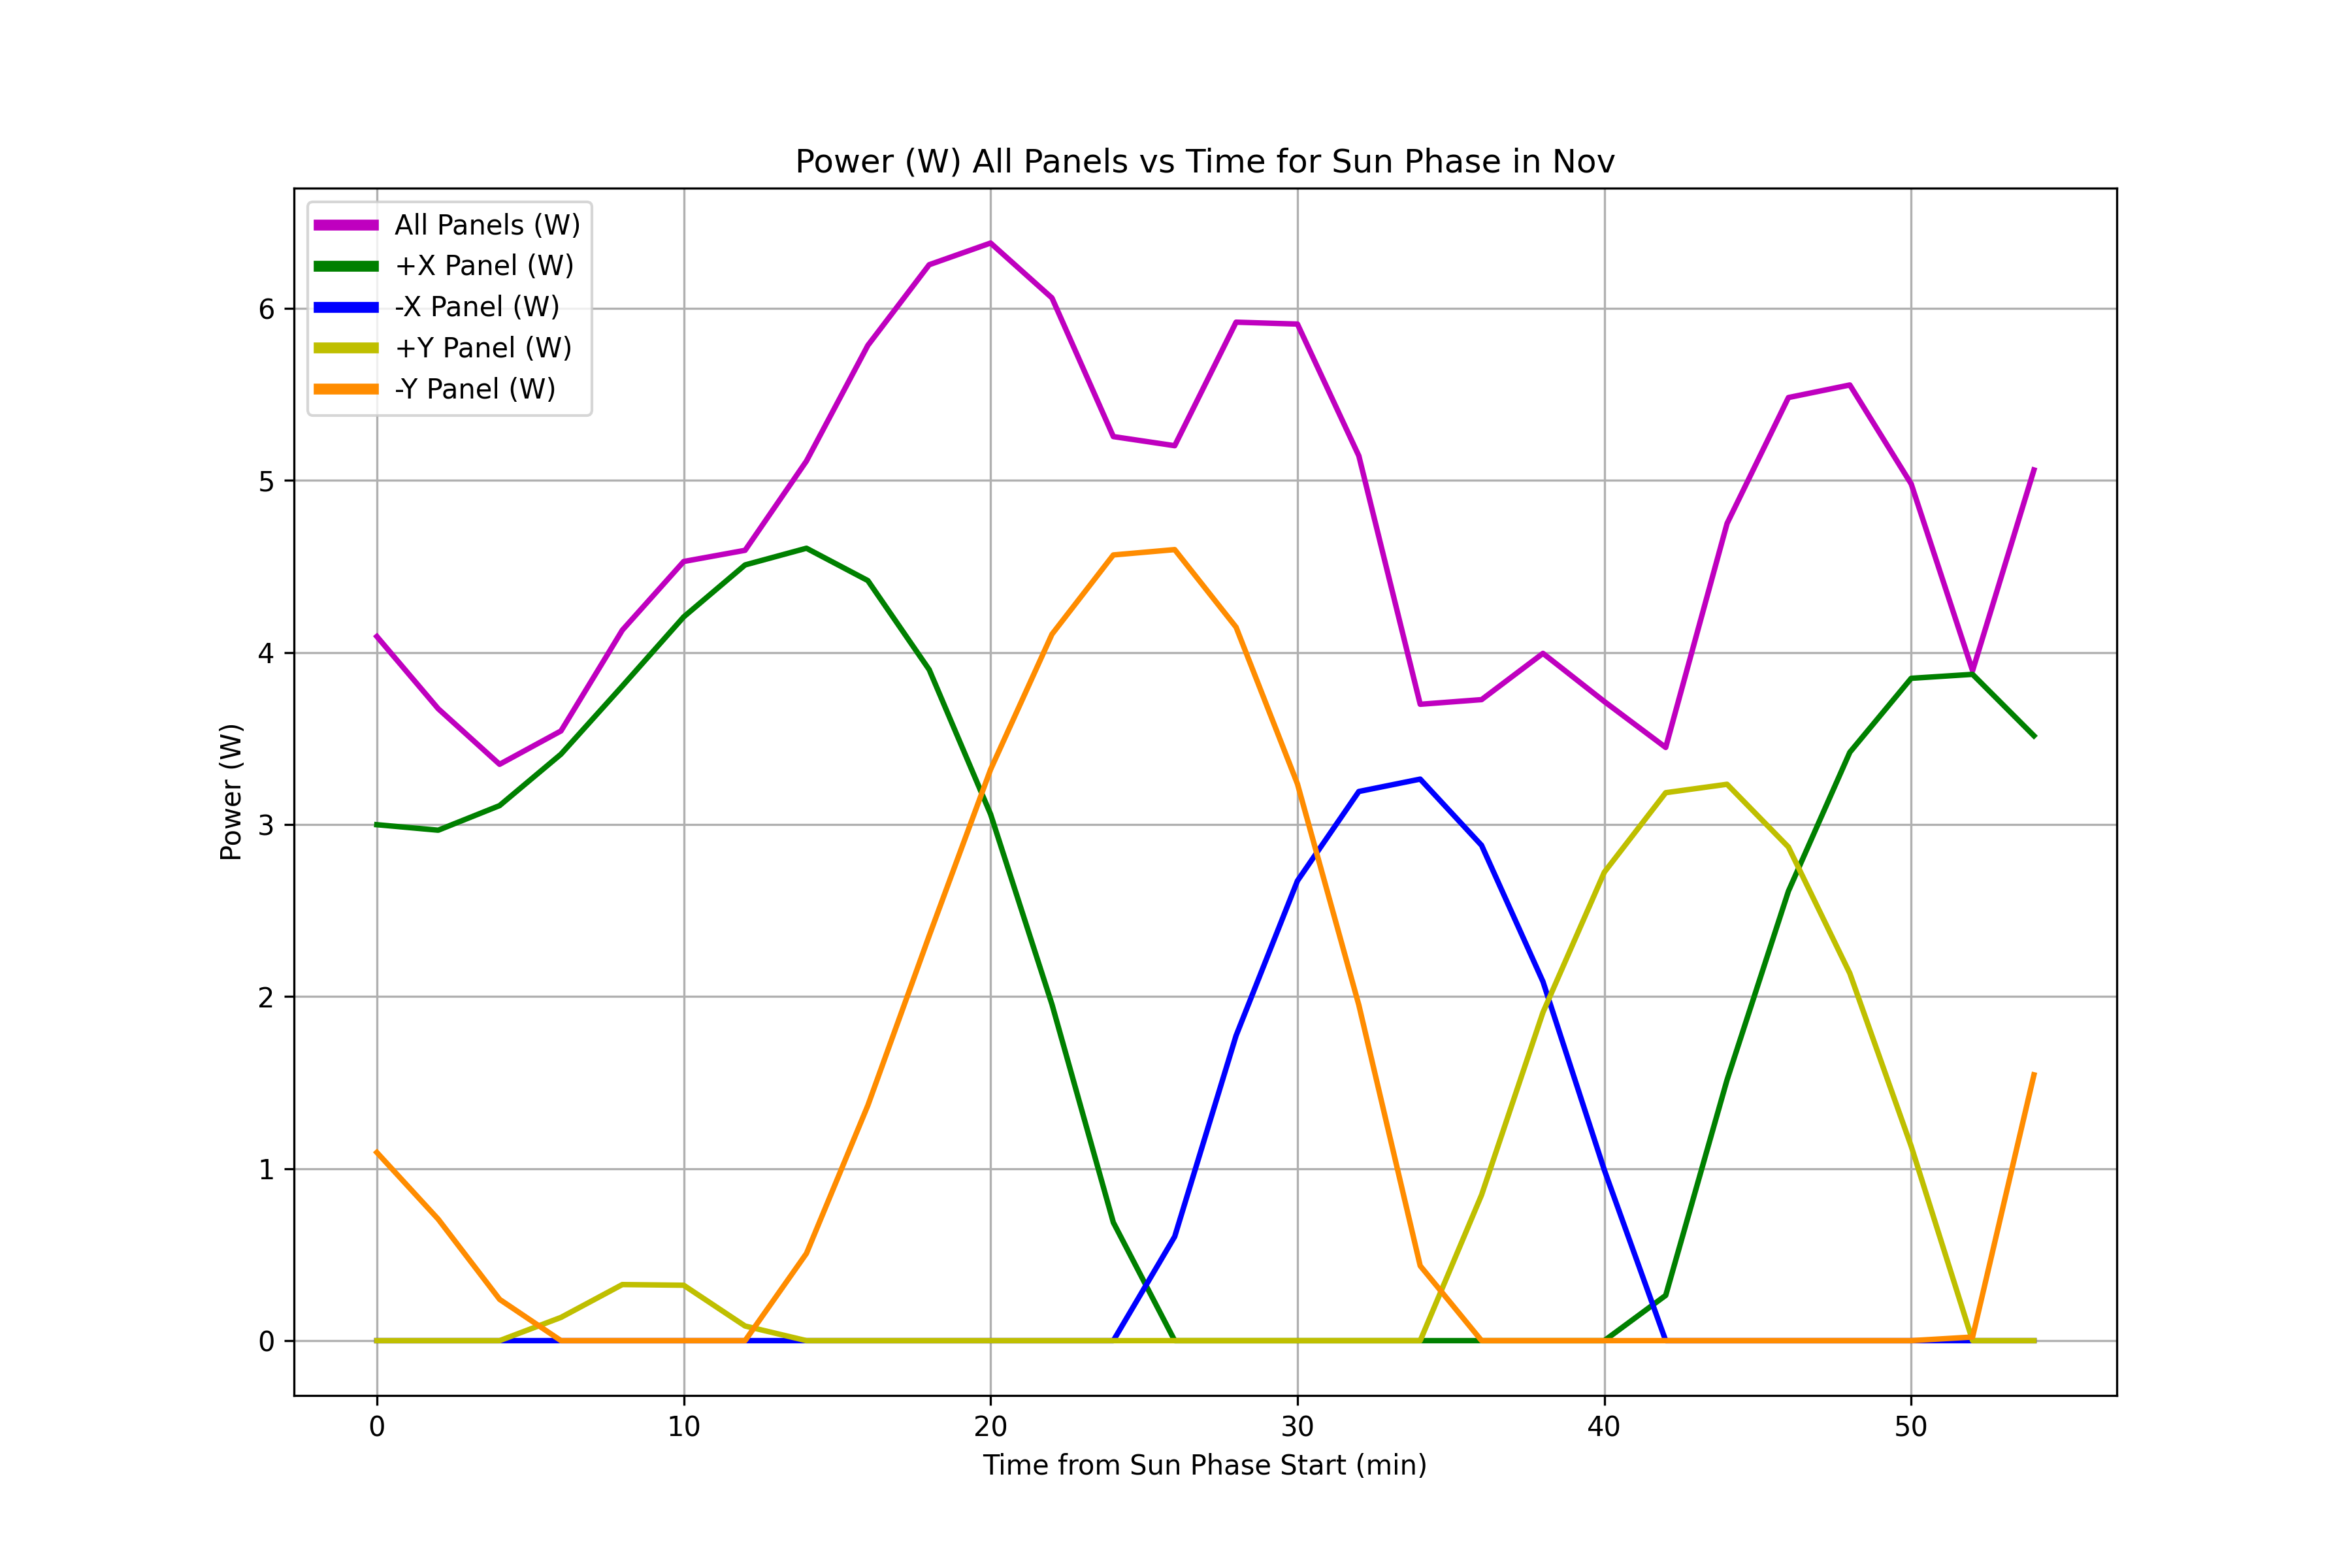 Power (W) All Panels vs Time for Sun Phase in Nov
All Panels (W)
+X Panel (W)
-X Panel (W)
+Y Panel (W)
-Y Panel (W)
6
5
4
3
2
1
0
Power (W)
0 10 20 30 40 50
Time from Sun Phase Start (min)